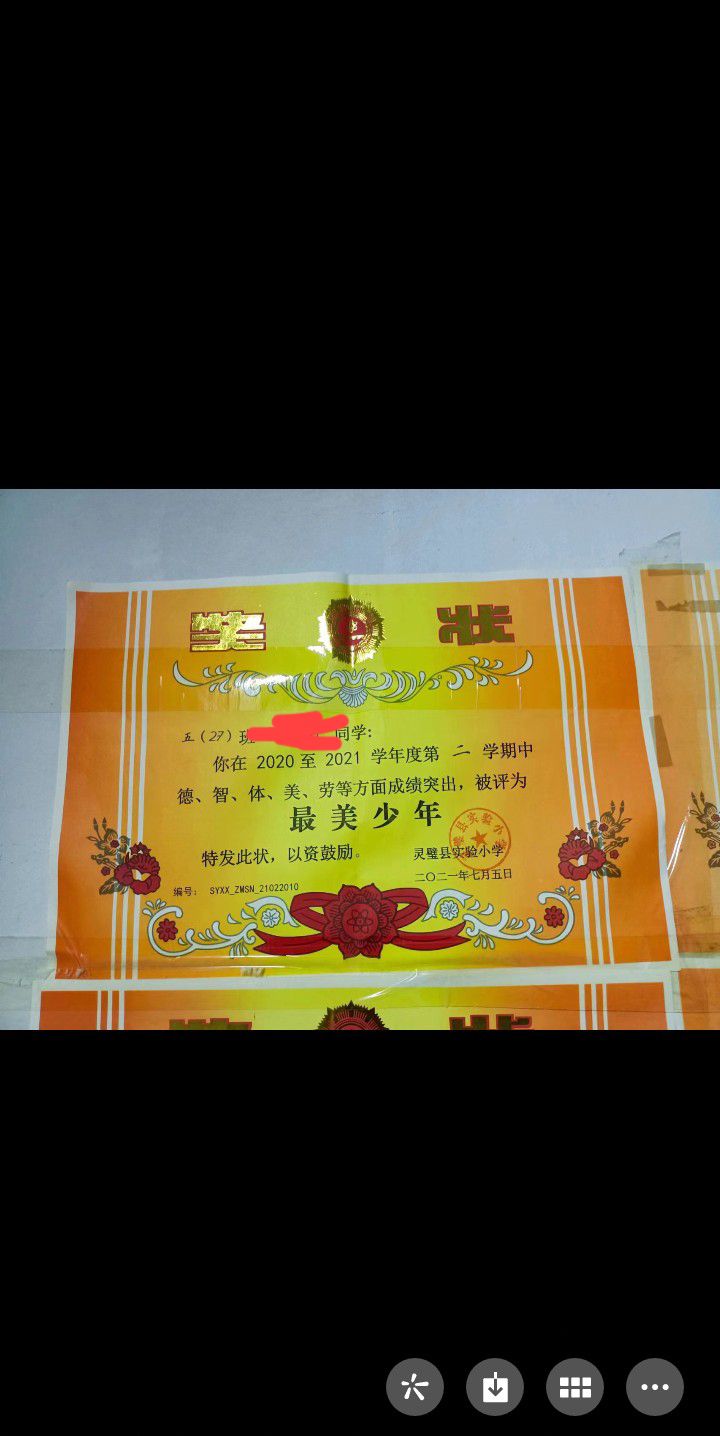 奖 状
五(27)班 同学:
你在 2020 至 2021 学年度第 二 学期中
德、智、体、美、劳等方面成绩突出，被评为
最美少年
特发此状，以资鼓励。
灵璧县实验小学
二〇二一年七月五日
编号: SYXX_ZMSN_21022010
奖 状